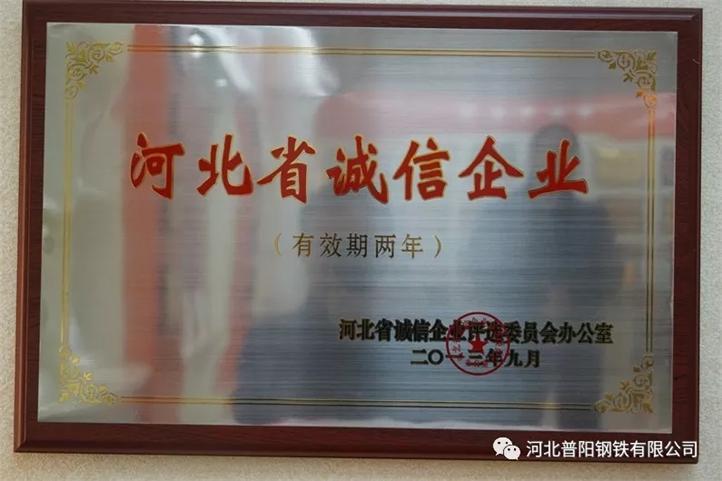 河北省诚信企业
（有效期两年）
河北省诚信企业评选委员会办公室
二〇一三年九月
河北普阳钢铁有限公司